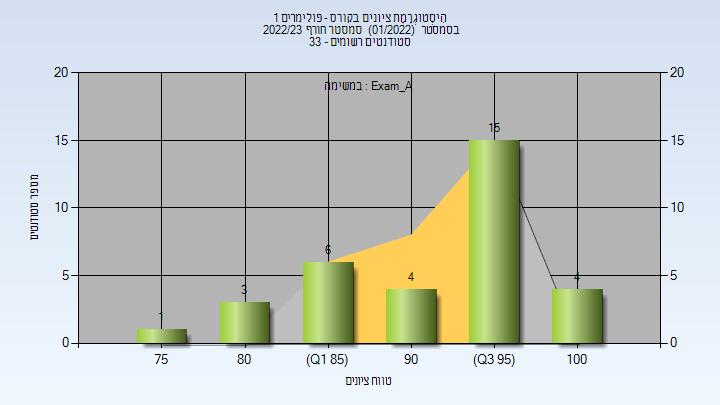 היסטוגרמת ציונים בקורס - פולימרים 1
בסמסטר (01/2022) סמסטר חורף 2022/23
סטודנטים רשומים - 33
במשימה : Exam_A
20 20
15 15
10 10
5 5
0 0
מספר סטודנטים
1 3 6 4 15 4
75 80 (Q1 85) 90 (Q3 95) 100
טווח ציונים